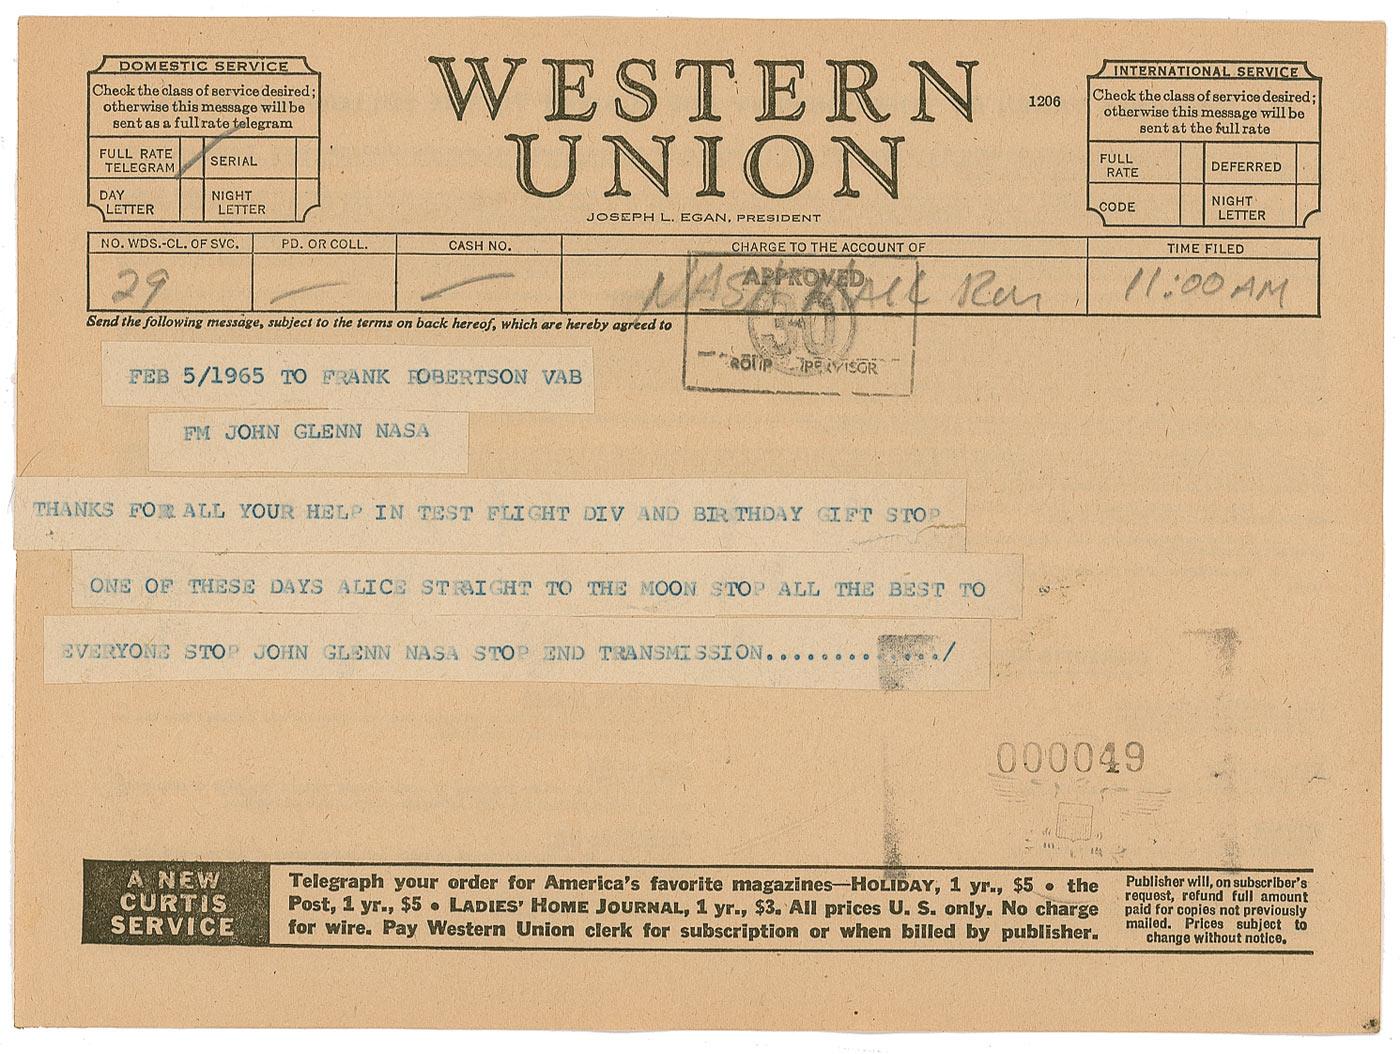 DOMESTIC SERVICE
Check the class of service desired;
otherwise this message will be
sent as a full rate telegram
FULL RATE
TELEGRAM
SERIAL
DAY
LETTER
NIGHT
LETTER
WESTERN
UNION
1206
JOSEPH L. EGAN, PRESIDENT
INTERNATIONAL SERVICE
Check the class of service desired;
otherwise this message will be
sent at the full rate
FULL
RATE
DEFERRED
CODE
NIGHT
LETTER
NO. WDS.-CL. OF SVC.
PD. OR COLL.
CASH NO.
CHARGE TO THE ACCOUNT OF
TIME FILED
29
NASA
11:00 AM
APPROVED
30
Send the following message, subject to the terms on back hereof, which are hereby agreed to
FEB 5/1965 TO FRANK ROBERTSON VAB
FM JOHN GLENN NASA
THANKS FOR ALL YOUR HELP IN TEST FLIGHT DIV AND BIRTHDAY GIFT STOP
ONE OF THESE DAYS ALICE STRAIGHT TO THE MOON STOP ALL THE BEST TO
EVERYONE STOP JOHN GLENN NASA STOP END TRANSMISSION............./
000049
A NEW
CURTIS
SERVICE
Telegraph your order for America's favorite magazines—HOLIDAY, 1 yr., $5 • the
Post, 1 yr., $5 • LADIES' HOME JOURNAL, 1 yr., $3. All prices U. S. only. No charge
for wire. Pay Western Union clerk for subscription or when billed by publisher.
Publisher will, on subscriber's
request, refund full amount
paid for copies not previously
mailed. Prices subject to
change without notice.